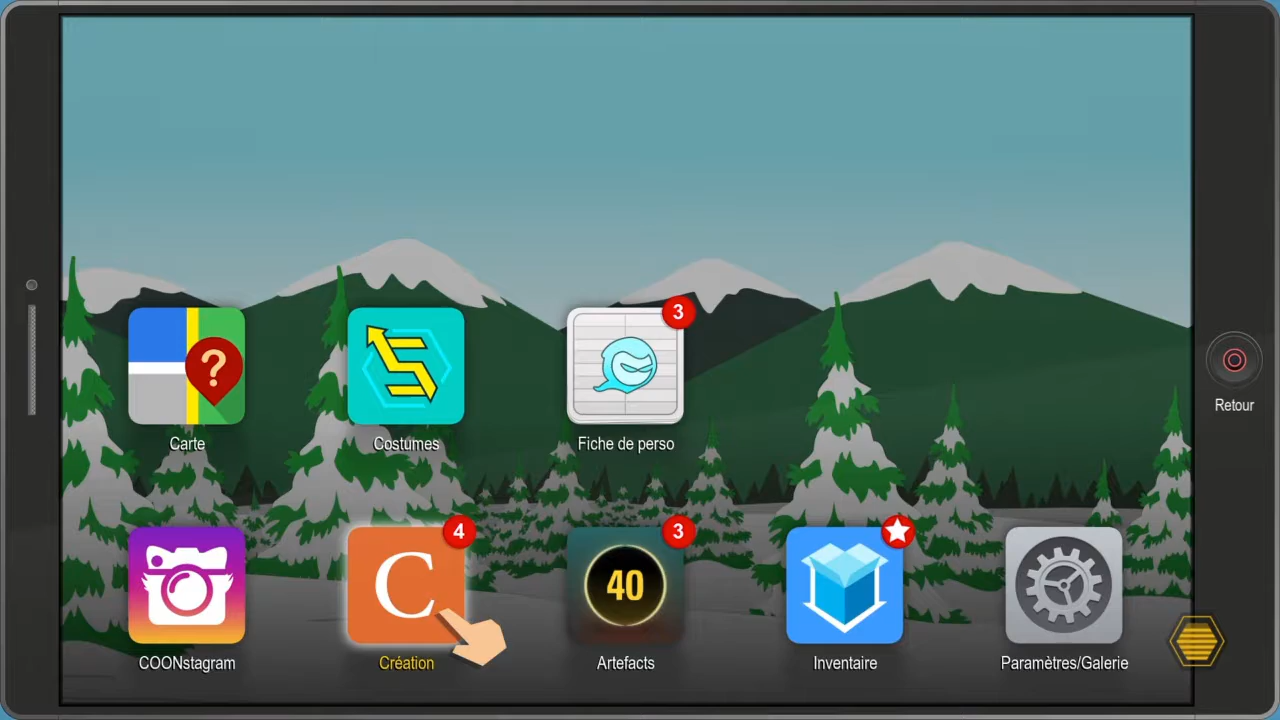 3
?
Carte
Costumes
Fiche de perso
Retour
4
3
C
40
COONstagram
Création
Artefacts
Inventaire
Paramètres/Galerie